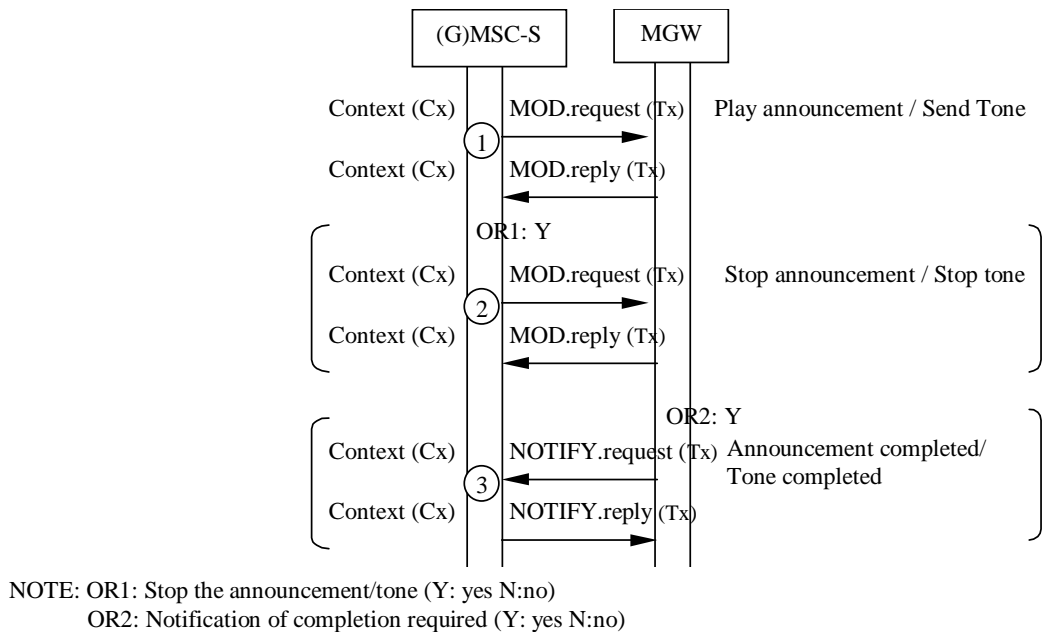 (G)MSC-S MGW
Context (Cx) MOD.request (Tx) Play announcement / Send Tone
1
Context (Cx) MOD.reply (Tx)
OR1: Y
Context (Cx) MOD.request (Tx) Stop announcement / Stop tone
2
Context (Cx) MOD.reply (Tx)
OR2: Y
Context (Cx) NOTIFY.request (Tx) Announcement completed/
Tone completed
3
Context (Cx) NOTIFY.reply (Tx)
NOTE: OR1: Stop the announcement/tone (Y: yes N:no)
OR2: Notification of completion required (Y: yes N:no)